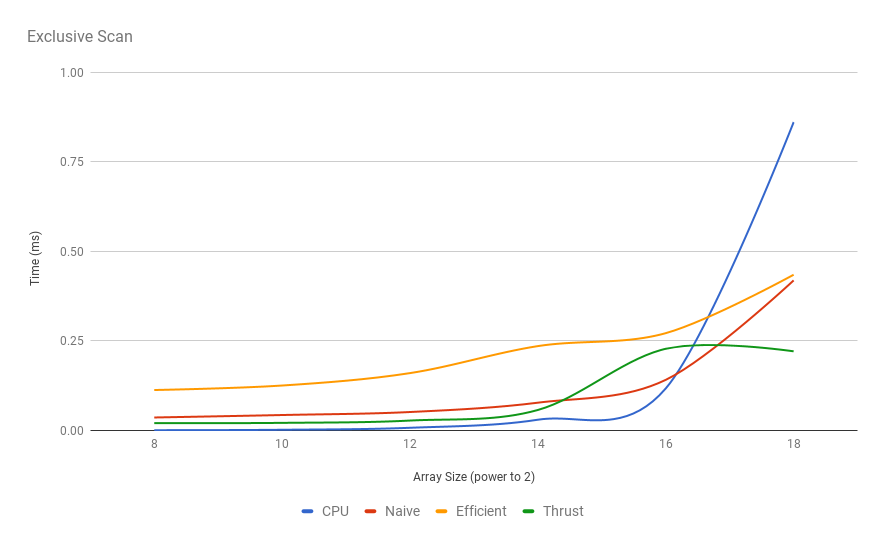 Exclusive Scan
1.00
0.75
0.50
0.25
0.00
Time (ms)
8 10 12 14 16 18
Array Size (power to 2)
CPU Naive Efficient Thrust